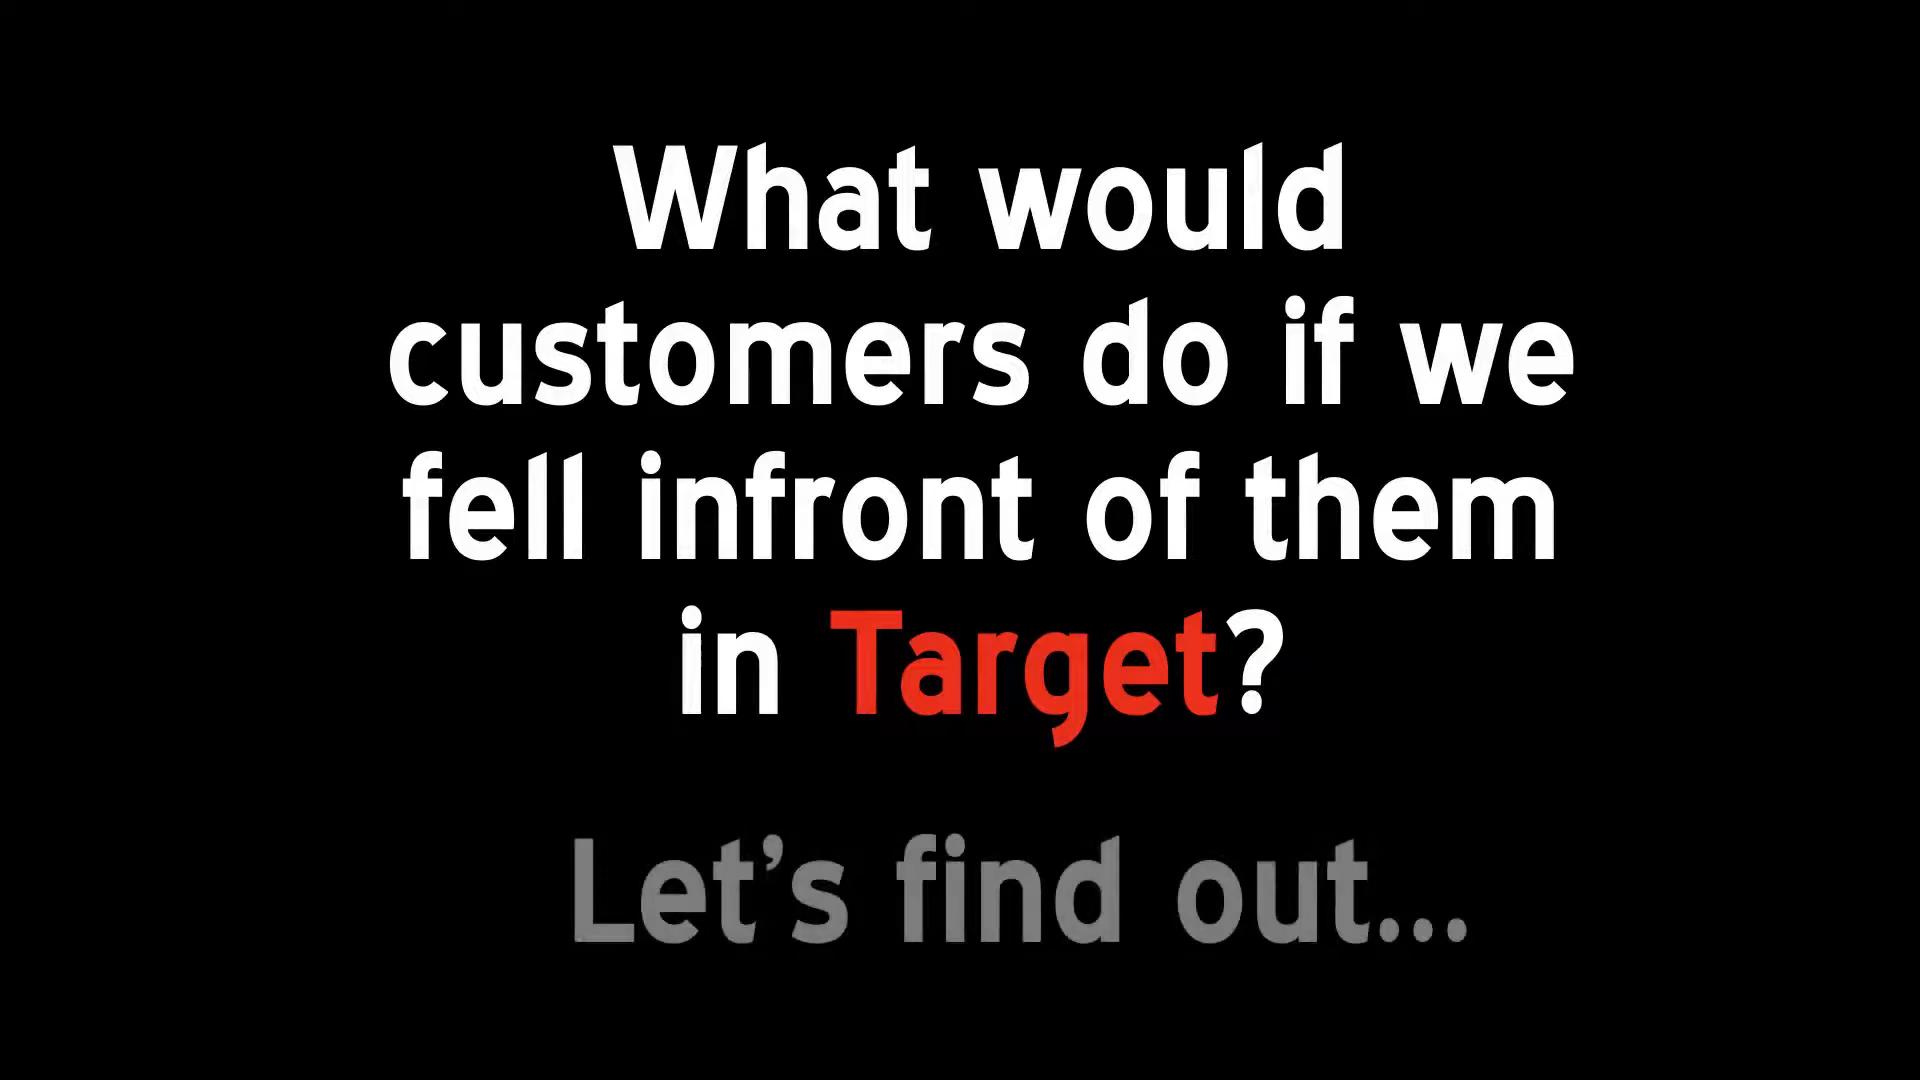 What would
customers do if we
fell infront of them
in Target?
Let's find out...